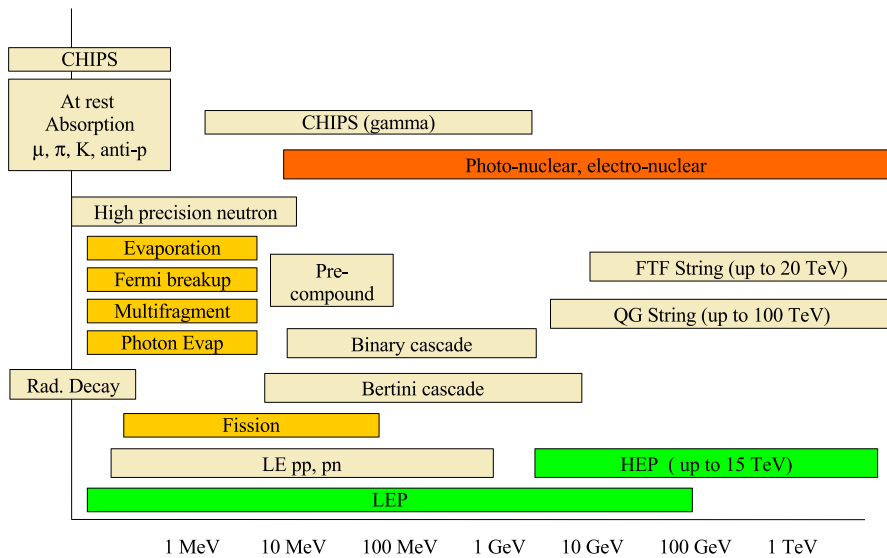 CHIPS
At rest
Absorption
μ, π, K, anti-p
CHIPS (gamma)
Photo-nuclear, electro-nuclear
High precision neutron
Evaporation
Fermi breakup
Multifragment
Photon Evap
Pre-
compound
FTF String (up to 20 TeV)
QG String (up to 100 TeV)
Binary cascade
Rad. Decay
Bertini cascade
Fission
LE pp, pn
HEP ( up to 15 TeV)
LEP
1 MeV 10 MeV 100 MeV 1 GeV 10 GeV 100 GeV 1 TeV